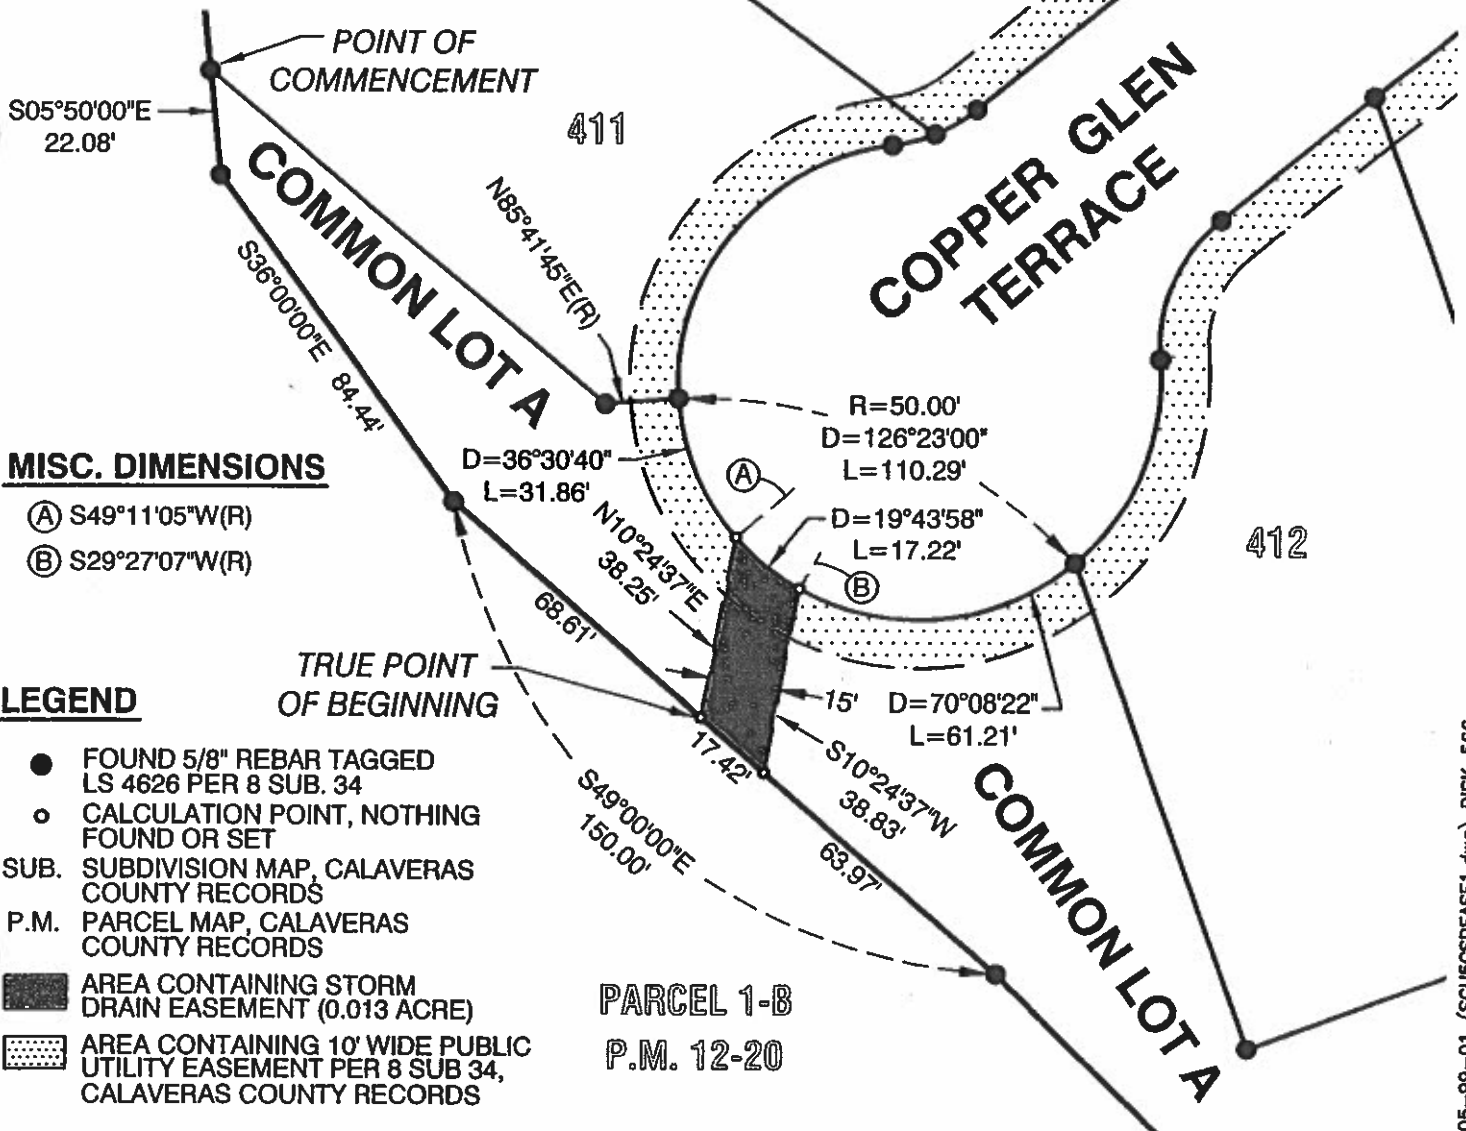 POINT OF
COMMENCEMENT
S05°50'00"E
22.08'
411
COPPER GLEN
TERRACE
COMMON LOT A
N85°41'45"E(R)
S36°00'00"E 84.44'
R=50.00'
D=126°23'00"
L=110.29'
MISC. DIMENSIONS
Ⓐ S49°11'05"W(R)
Ⓑ S29°27'07"W(R)
D=36°30'40"
L=31.86'
A
D=19°43'58"
L=17.22'
B
412
N10°24'37"E
38.25'
68.61'
TRUE POINT
OF BEGINNING
15'
D=70°08'22"
L=61.21'
17.42'
S10°24'37"W
38.83'
S49°00'00"E
150.00'
63.97'
COMMON LOT A
LEGEND
FOUND 5/8" REBAR TAGGED
LS 4626 PER 8 SUB. 34
CALCULATION POINT, NOTHING
FOUND OR SET
SUB. SUBDIVISION MAP, CALAVERAS
COUNTY RECORDS
P.M. PARCEL MAP, CALAVERAS
COUNTY RECORDS
AREA CONTAINING STORM
DRAIN EASEMENT (0.013 ACRE)
AREA CONTAINING 10' WIDE PUBLIC
UTILITY EASEMENT PER 8 SUB 34,
CALAVERAS COUNTY RECORDS
PARCEL 1-B
P.M. 12-20